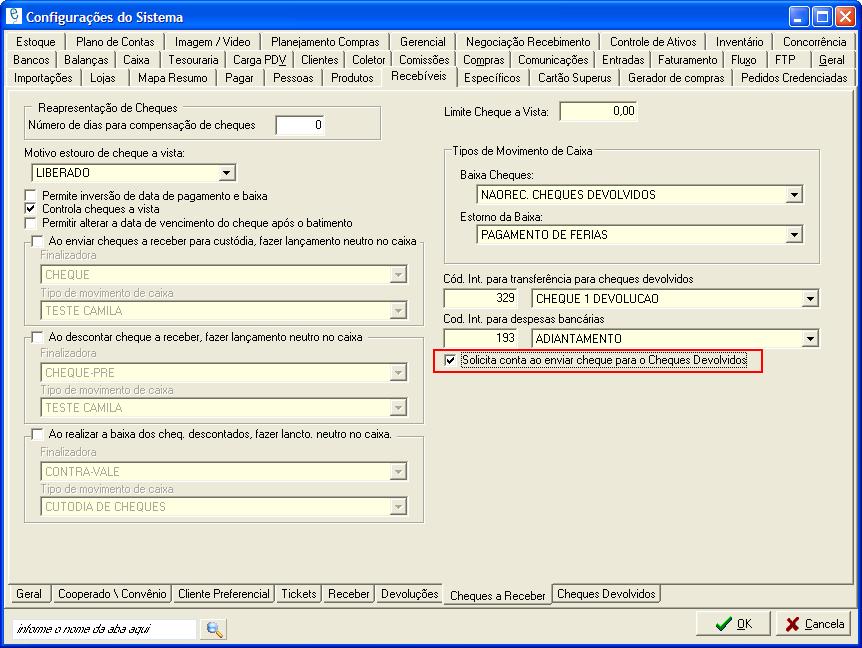 Configurações do Sistema
Estoque Plano de Contas Imagem / Video Planejamento Compras Gerencial Negociação Recebimento Controle de Ativos Inventário Concorrência
Bancos Balanças Caixa Tesouraria Carga PDV Clientes Coletor Comissões Compras Comunicações Entradas Faturamento Fluxo FTP Geral
Importações Lojas Mapa Resumo Pagar Pessoas Produtos Recebíveis Específicos Cartão Superus Gerador de compras Pedidos Credenciadas
Reapresentação de Cheques
Número de dias para compensação de cheques 0
Motivo estouro de cheque a vista:
LIBERADO
Permite inversão de data de pagamento e baixa
Controla cheques a vista
Permitir alterar a data de vencimento do cheque após o batimento
Ao enviar cheques a receber para custódia, fazer lançamento neutro no caixa
Finalizadora
CHEQUE
Tipo de movimento de caixa
TESTE CAMILA
Ao descontar cheque a receber, fazer lançamento neutro no caixa
Finalizadora
CHEQUE-PRE
Tipo de movimento de caixa
TESTE CAMILA
Ao realizar a baixa dos cheq. descontados, fazer lancto. neutro no caixa.
Finalizadora
CONTRA-VALE
Tipo de movimento de caixa
CUTODIA DE CHEQUES
Limite Cheque a Vista: 0,00
Tipos de Movimento de Caixa
Baixa Cheques:
NAOREC. CHEQUES DEVOLVIDOS
Estorno da Baixa:
PAGAMENTO DE FERIAS
Cód. Int. para transferência para cheques devolvidos
329 CHEQUE 1 DEVOLUCAO
Cod. Int. para despesas bancárias
193 ADIANTAMENTO
Solicita conta ao enviar cheque para o Cheques Devolvidos
Geral Cooperado \ Convênio Cliente Preferencial Tickets Receber Devoluções Cheques a Receber Cheques Devolvidos
informe o nome da aba aqui
OK Cancela